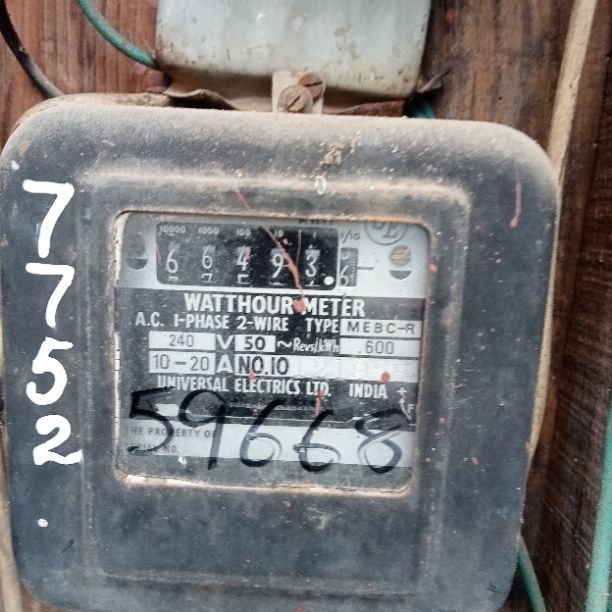 10000 1000 100 10 1 1/10
6 6 4 9 3 . 6
WATTHOUR METER
A.C. 1-PHASE 2-WIRE TYPE MEBC-R
240 V 50 ~ Revs/kWh 600
10-20 A NO.10
UNIVERSAL ELECTRICS LTD. INDIA
59668
THE PROPERTY OF
7752